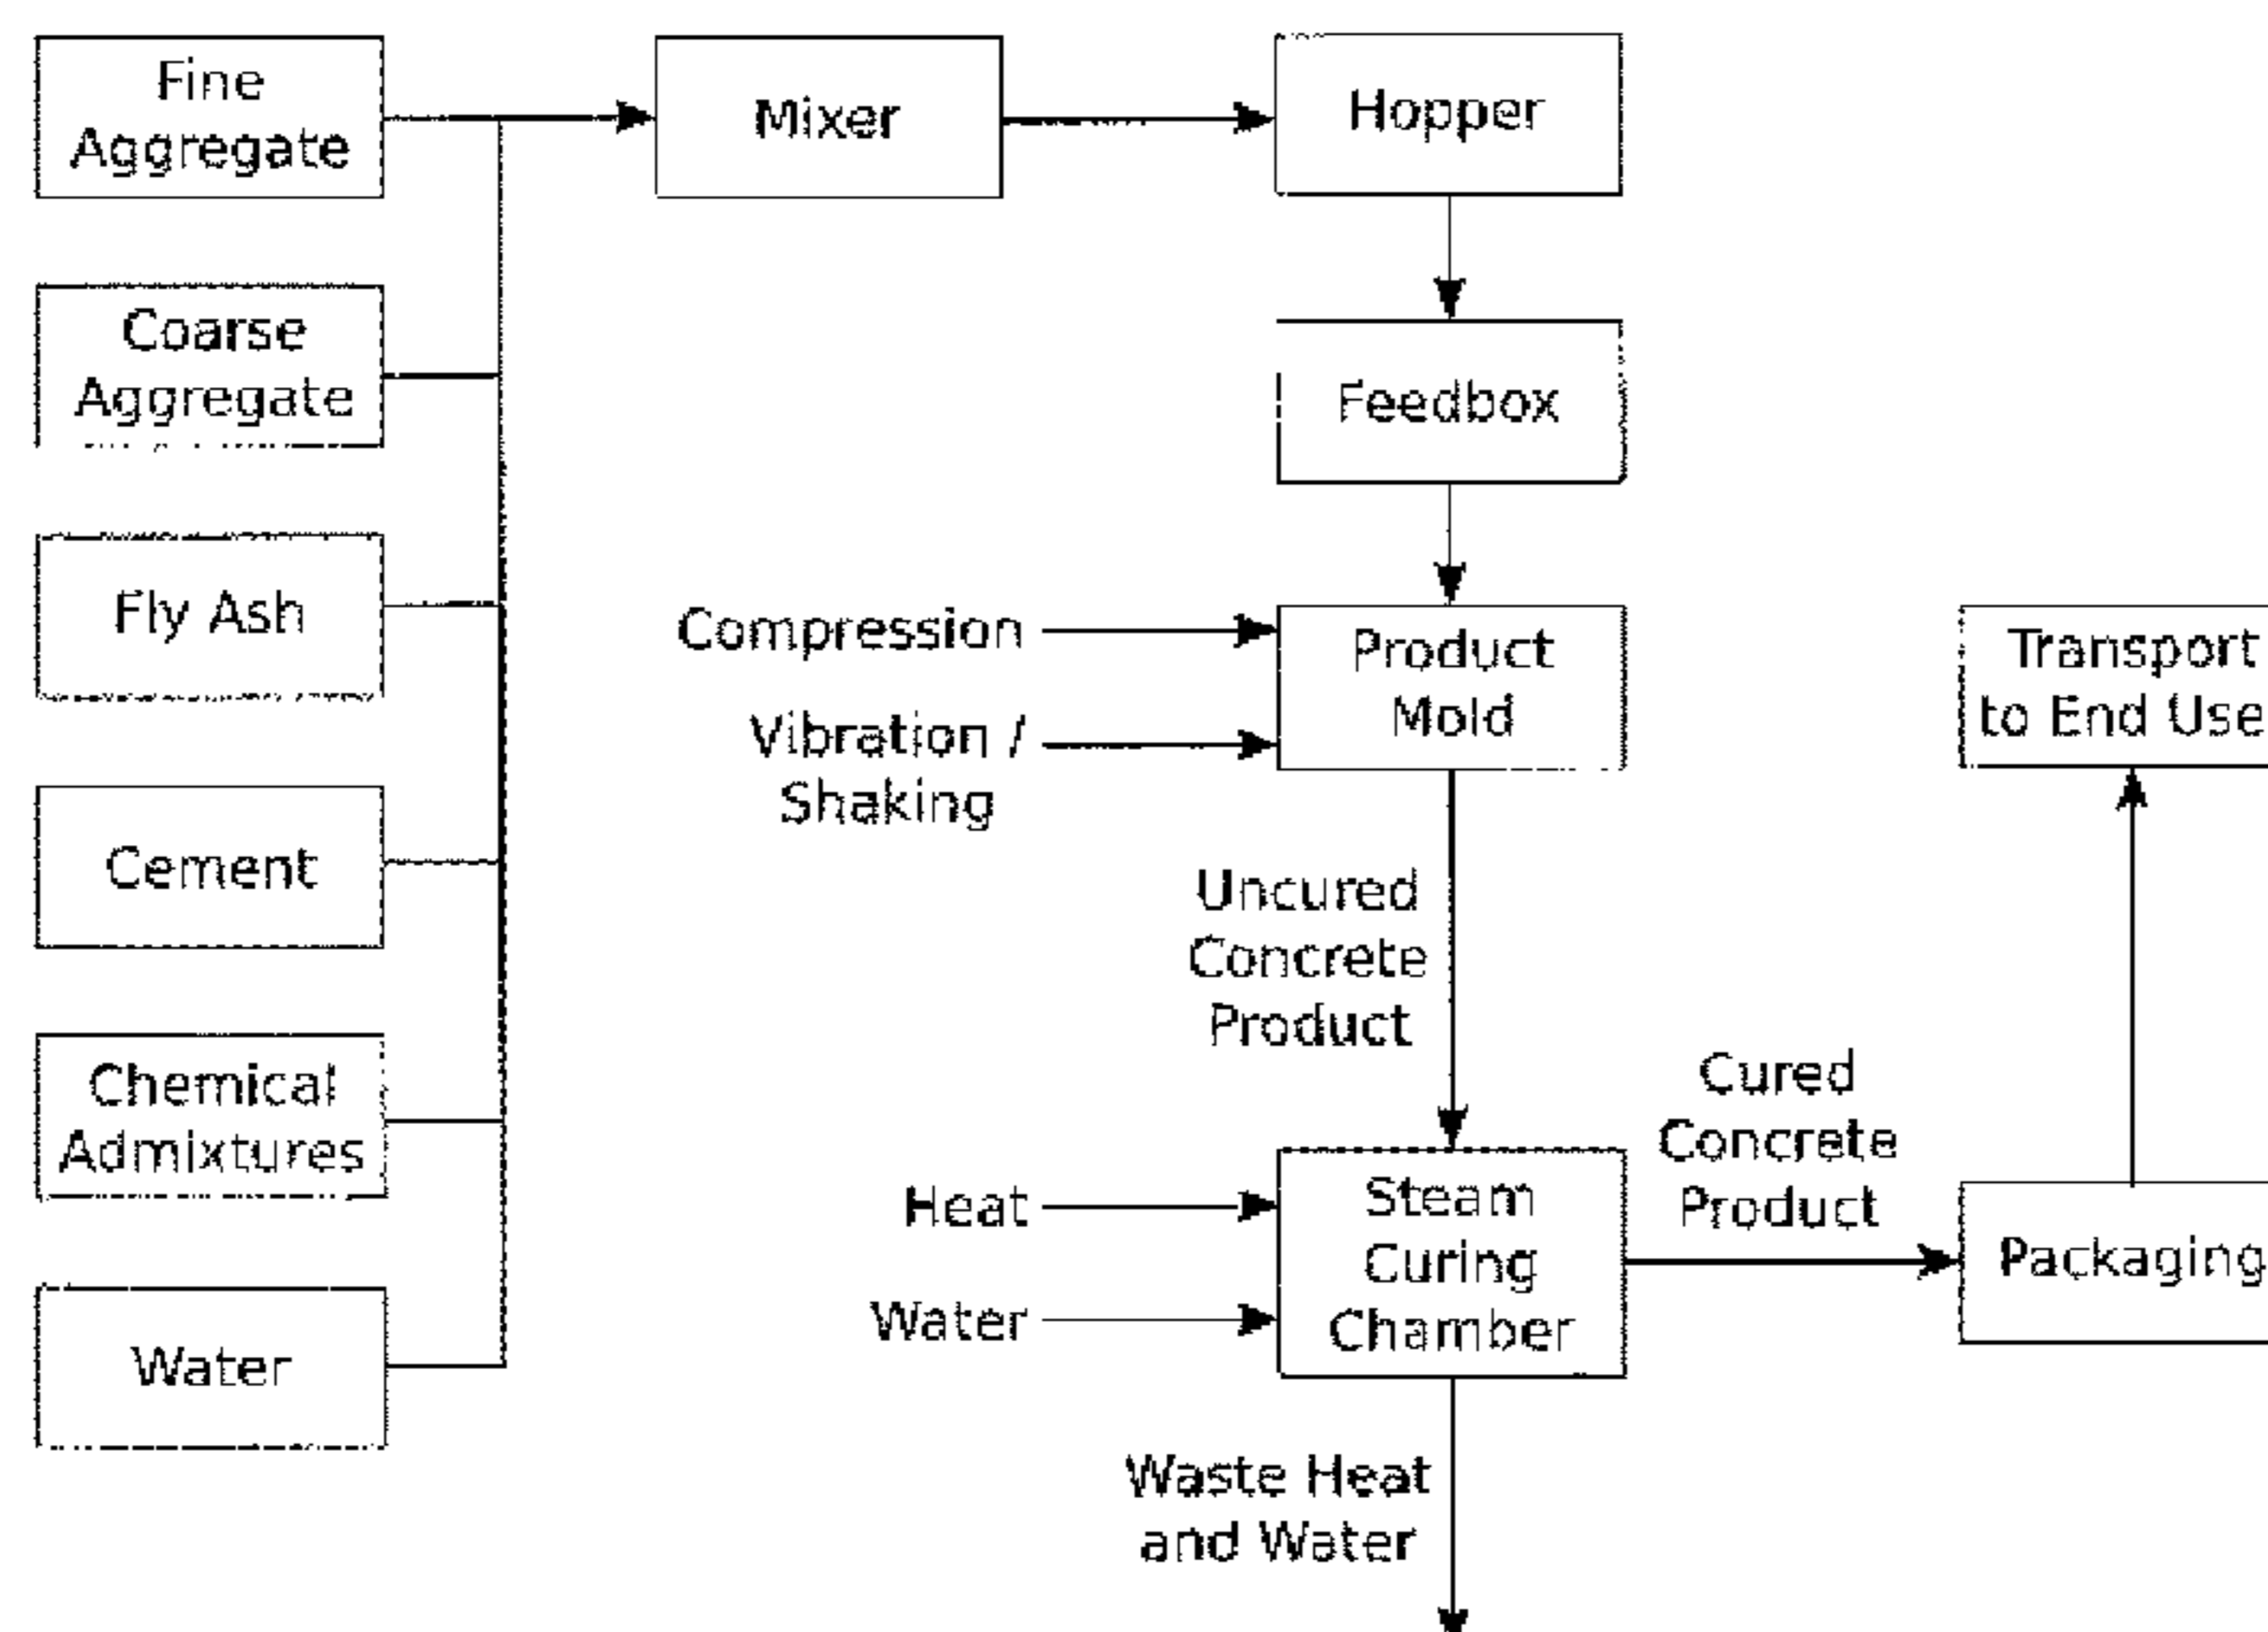 Fine
Aggregate
Mixer
Hopper
Coarse
Aggregate
Feedbox
Fly Ash
Compression
Vibration /
Shaking
Product
Mold
Transport
to End Use
Cement
Uncured
Concrete
Product
Chemical
Admixtures
Cured
Concrete
Product
Heat
Water
Steam
Curing
Chamber
Packaging
Water
Waste Heat
and Water